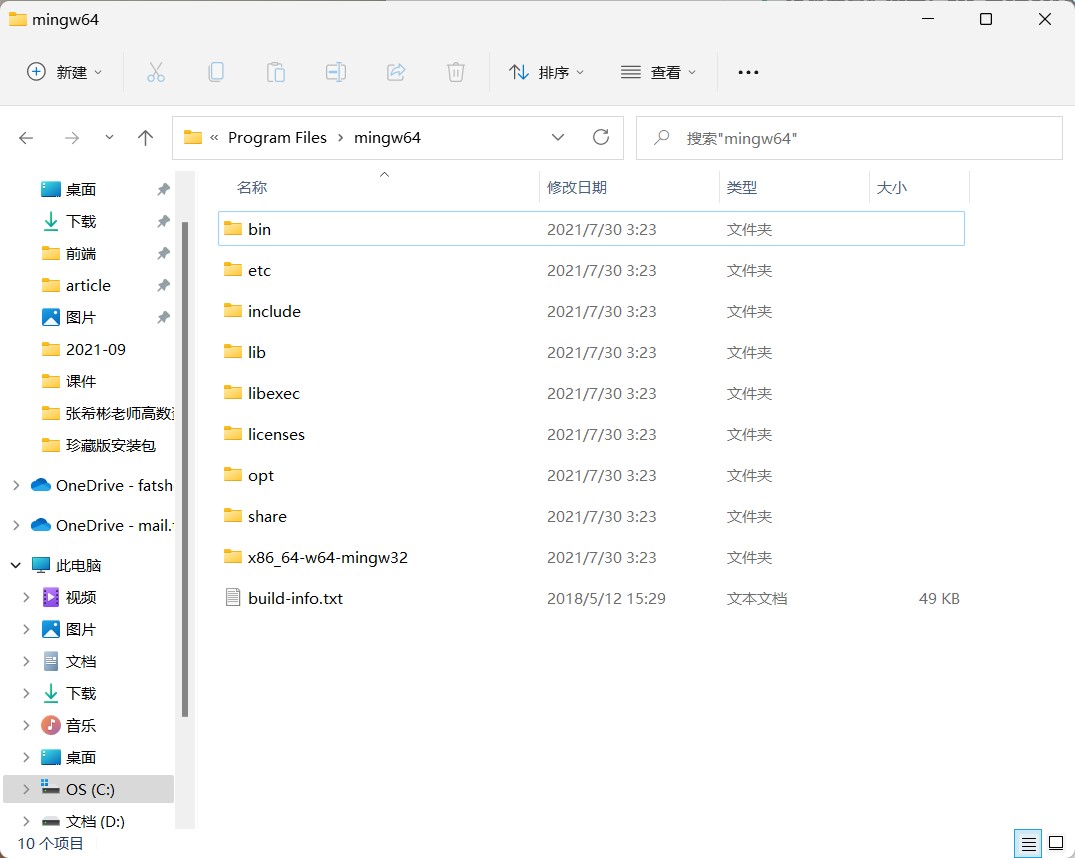 mingw64
新建
排序
查看
« Program Files › mingw64
搜索"mingw64"
桌面
下载
前端
article
图片
2021-09
课件
张希彬老师高数
珍藏版安装包
OneDrive - fatsh
OneDrive - mail.
此电脑
视频
图片
文档
下载
音乐
桌面
OS (C:)
文档 (D:)
名称 修改日期 类型 大小
bin 2021/7/30 3:23 文件夹
etc 2021/7/30 3:23 文件夹
include 2021/7/30 3:23 文件夹
lib 2021/7/30 3:23 文件夹
libexec 2021/7/30 3:23 文件夹
licenses 2021/7/30 3:23 文件夹
opt 2021/7/30 3:23 文件夹
share 2021/7/30 3:23 文件夹
x86_64-w64-mingw32 2021/7/30 3:23 文件夹
build-info.txt 2018/5/12 15:29 文本文档 49 KB
10 个项目